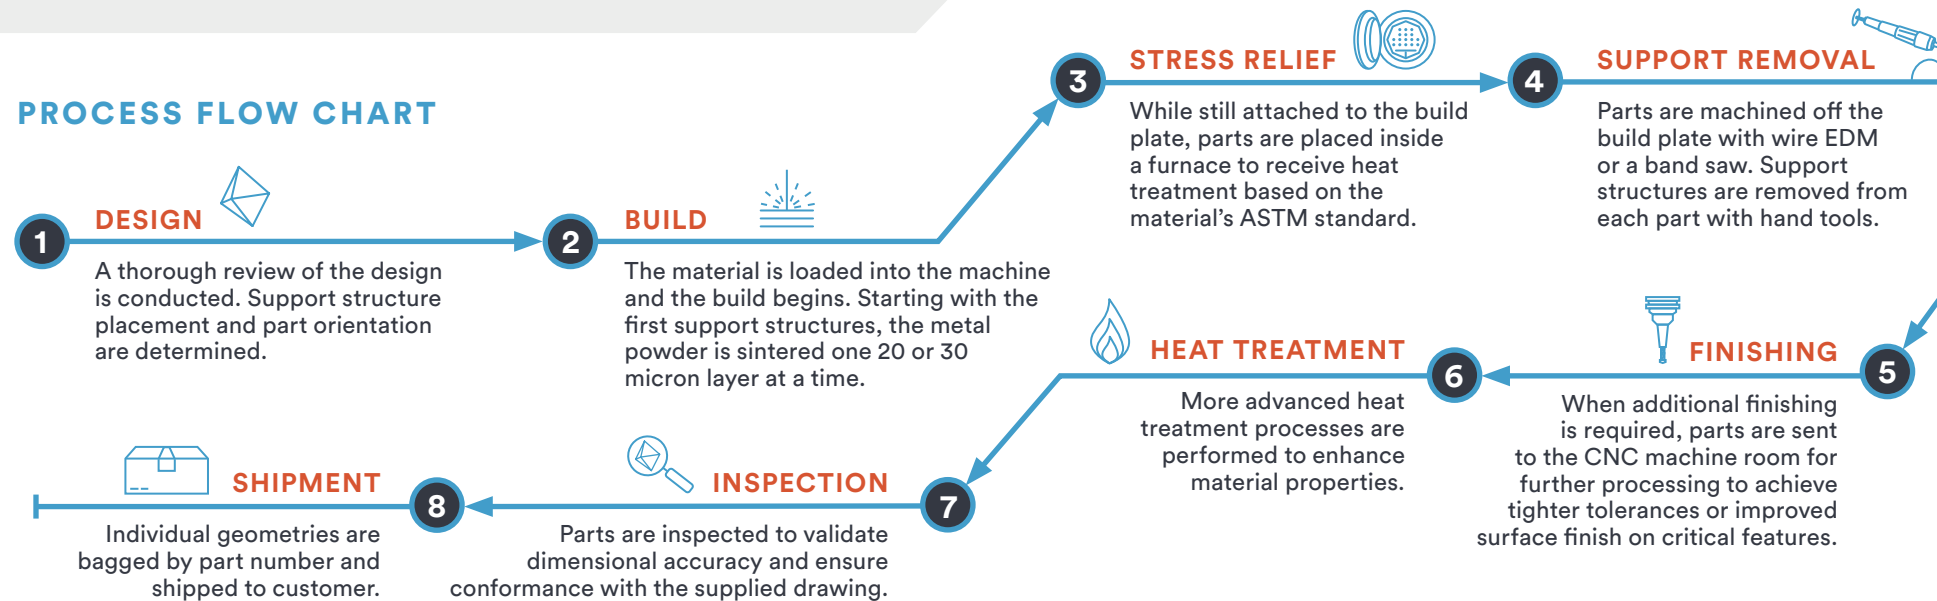 PROCESS FLOW CHART
1
DESIGN
A thorough review of the design
is conducted. Support structure
placement and part orientation
are determined.
2
BUILD
The material is loaded into the machine
and the build begins. Starting with the
first support structures, the metal
powder is sintered one 20 or 30
micron layer at a time.
3
STRESS RELIEF
While still attached to the build
plate, parts are placed inside
a furnace to receive heat
treatment based on the
material’s ASTM standard.
4
SUPPORT REMOVAL
Parts are machined off the
build plate with wire EDM
or a band saw. Support
structures are removed from
each part with hand tools.
5
FINISHING
When additional finishing
is required, parts are sent
to the CNC machine room for
further processing to achieve
tighter tolerances or improved
surface finish on critical features.
6
HEAT TREATMENT
More advanced heat
treatment processes are
performed to enhance
material properties.
7
INSPECTION
Parts are inspected to validate
dimensional accuracy and ensure
conformance with the supplied drawing.
8
SHIPMENT
Individual geometries are
bagged by part number and
shipped to customer.